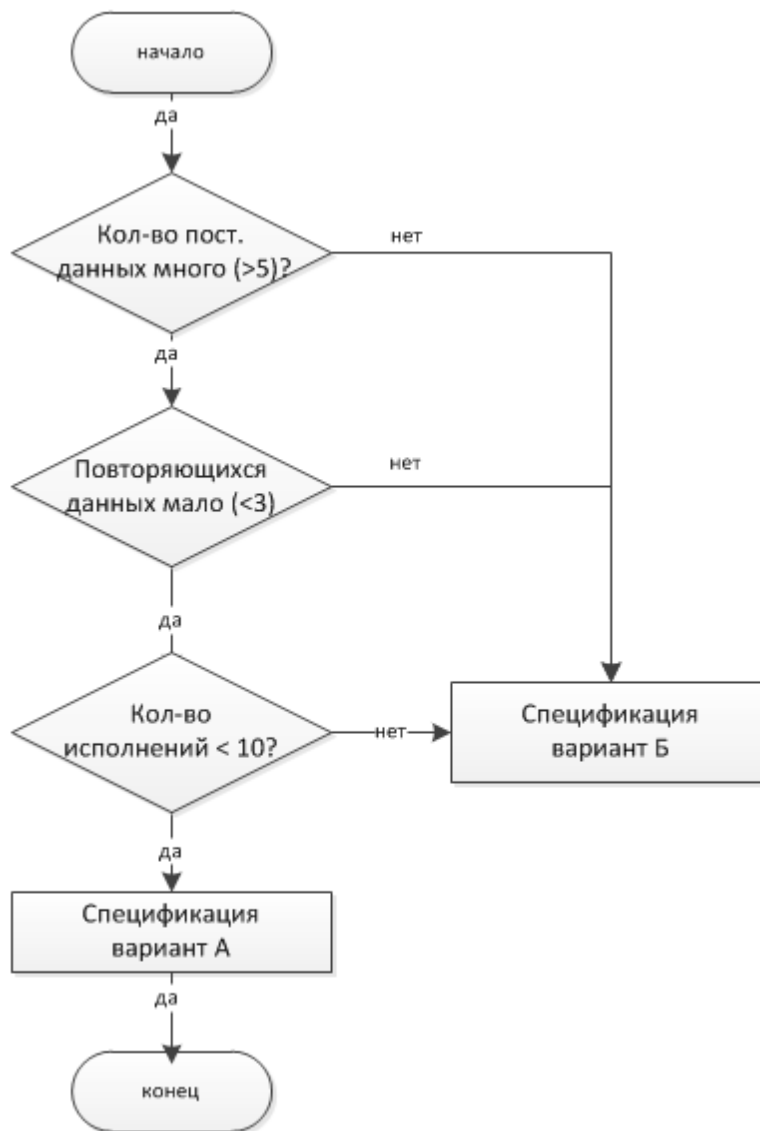 начало
да
Кол-во пост.
данных много (>5)?
нет
да
Повторяющихся
данных мало (<3)
нет
да
Кол-во
исполнений < 10?
нет
Спецификация
вариант Б
да
Спецификация
вариант А
да
конец